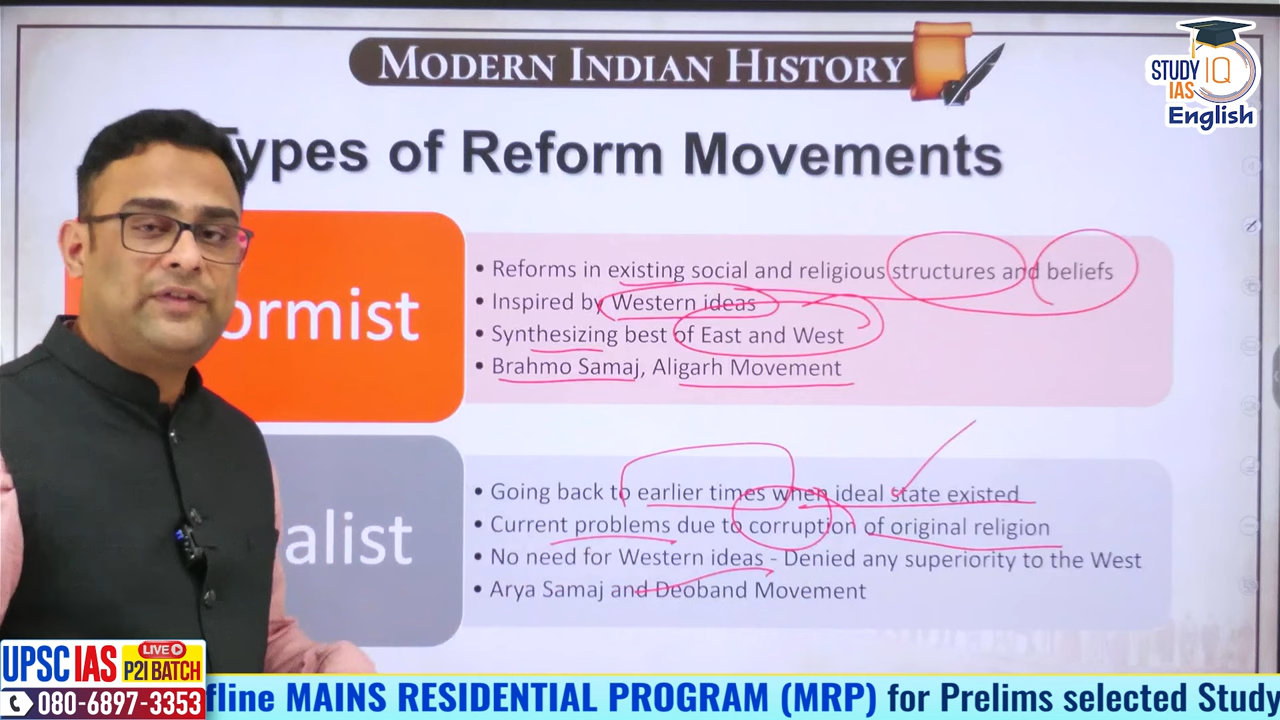 MODERN INDIAN HISTORY
STUDY IQ
IAS
English
Types of Reform Movements
ormist
• Reforms in existing social and religious structures and beliefs
• Inspired by Western ideas
• Synthesizing best of East and West
• Brahmo Samaj, Aligarh Movement
alist
• Going back to earlier times when ideal state existed
• Current problems due to corruption of original religion
• No need for Western ideas - Denied any superiority to the West
• Arya Samaj and Deoband Movement
UPSC IAS LIVE P2I BATCH
080-6897-3353
fline MAINS RESIDENTIAL PROGRAM (MRP) for Prelims selected Study